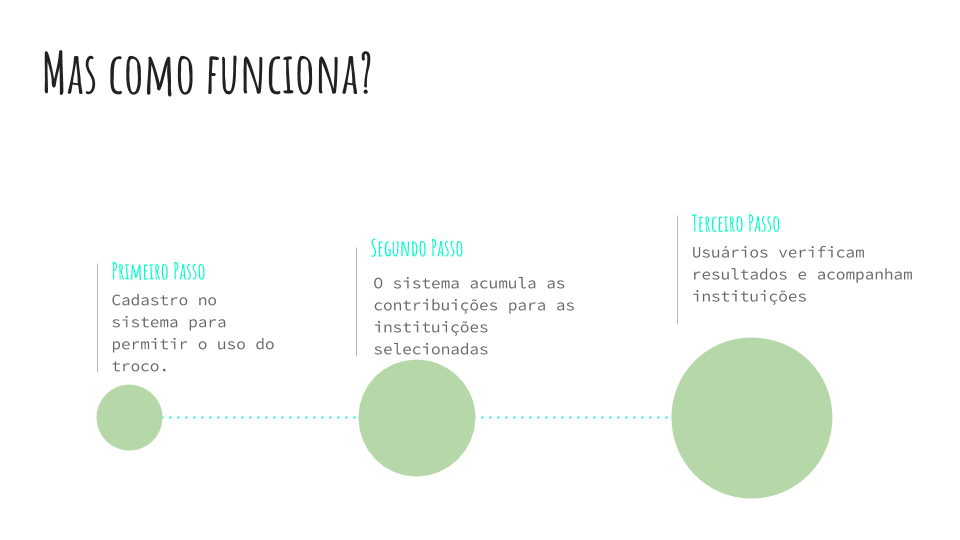 Mas como funciona?
Primeiro Passo
Cadastro no
sistema para
permitir o uso do
troco.
Segundo Passo
O sistema acumula as
contribuições para as
instituições
selecionadas
Terceiro Passo
Usuários verificam
resultados e acompanham
instituições